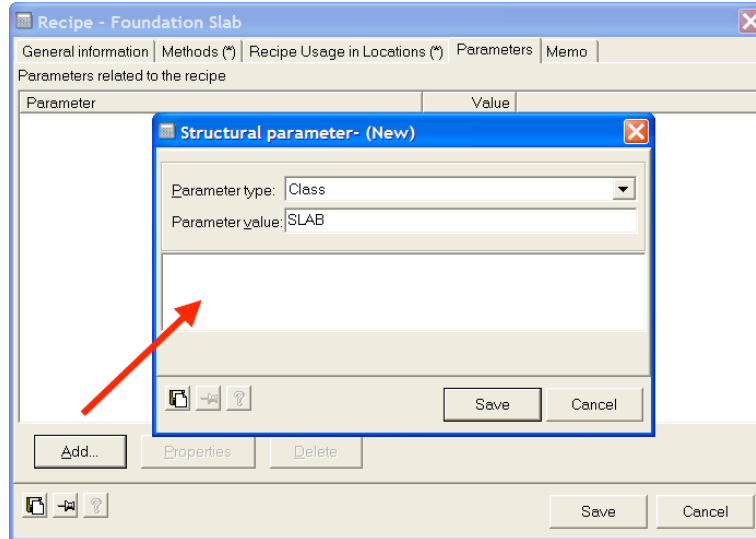 Recipe - Foundation Slab
General information Methods (*) Recipe Usage in Locations (*) Parameters Memo
Parameters related to the recipe
Parameter Value
Structural parameter- (New)
Parameter type: Class
Parameter value: SLAB
Save Cancel
Add... Properties Delete
Save Cancel